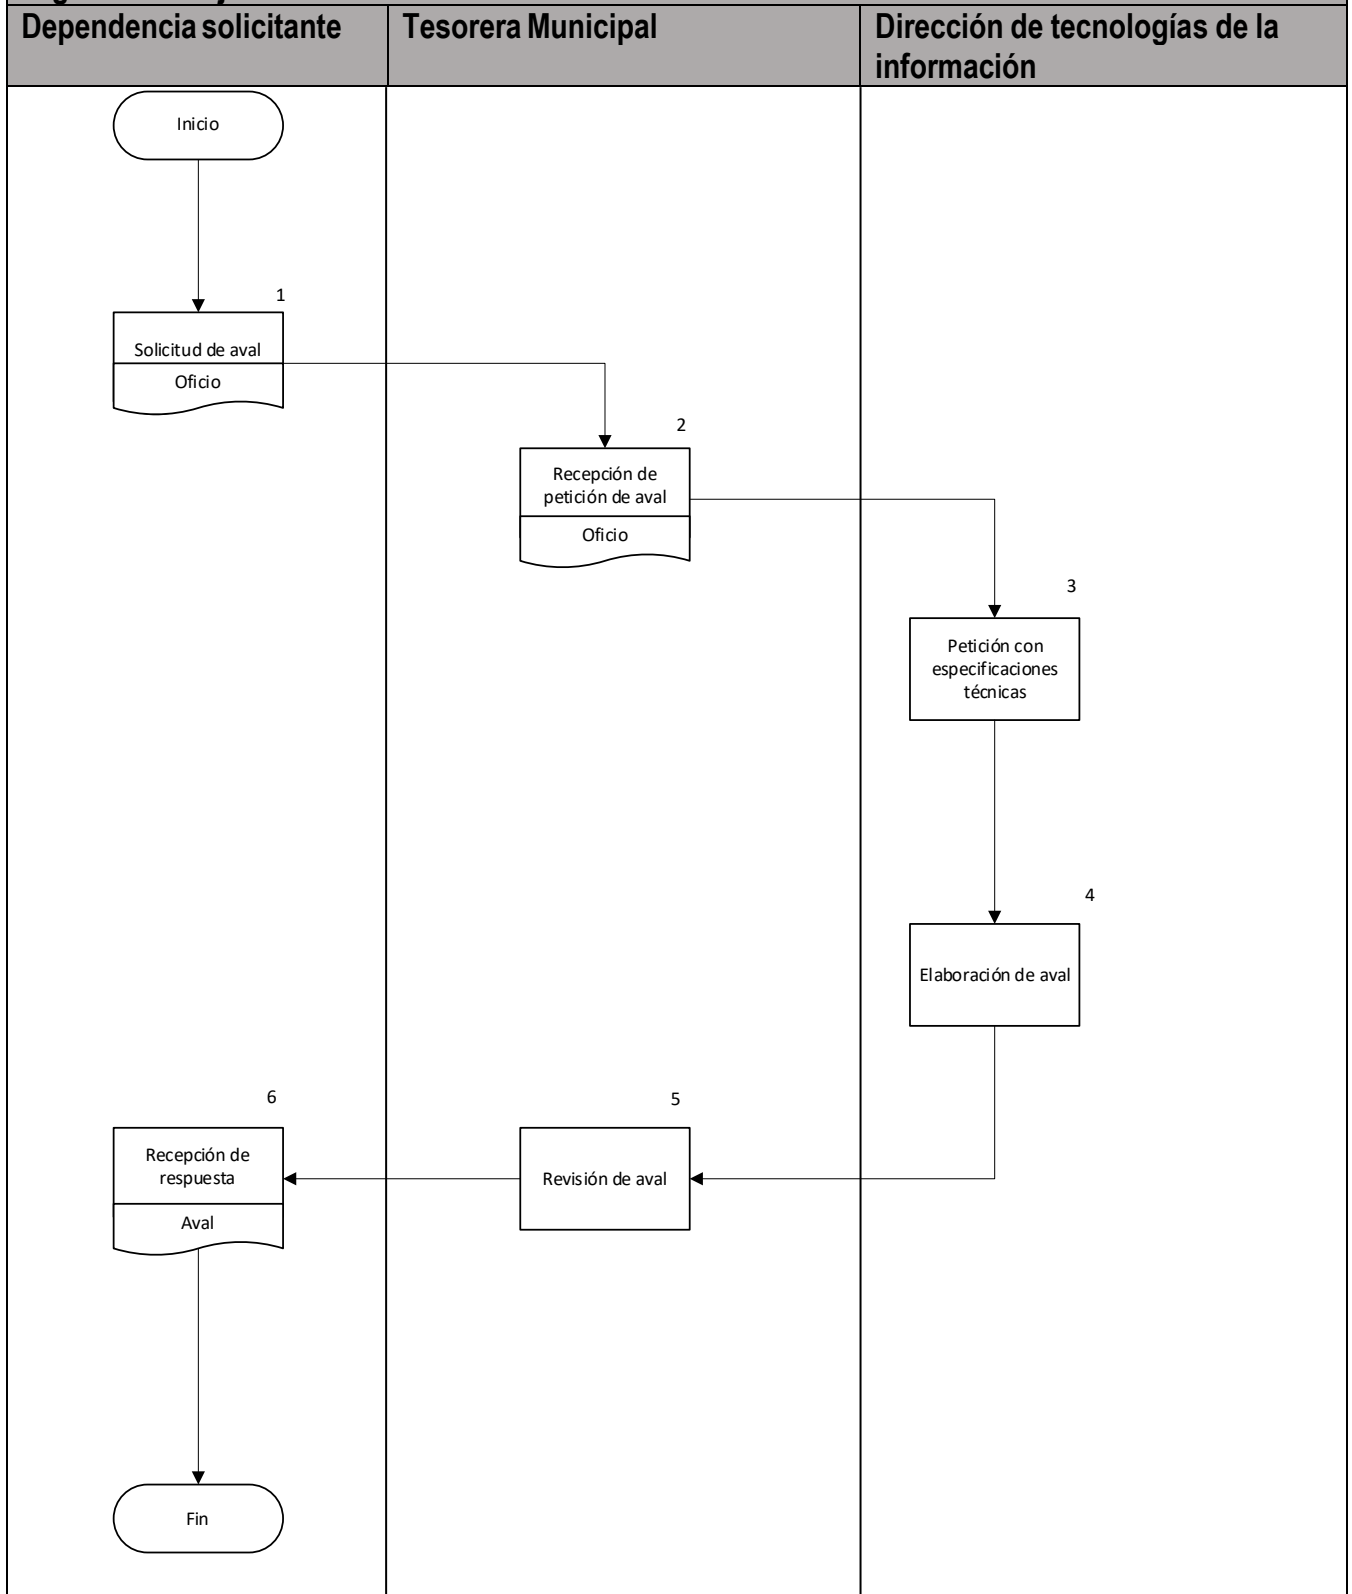 Dependencia solicitante
Tesorera Municipal
Dirección de tecnologías de la
información
Inicio
1
Solicitud de aval
Oficio
2
Recepción de
petición de aval
Oficio
3
Petición con
especificaciones
técnicas
4
Elaboración de aval
6
5
Recepción de
respuesta
Aval
Revisión de aval
Fin